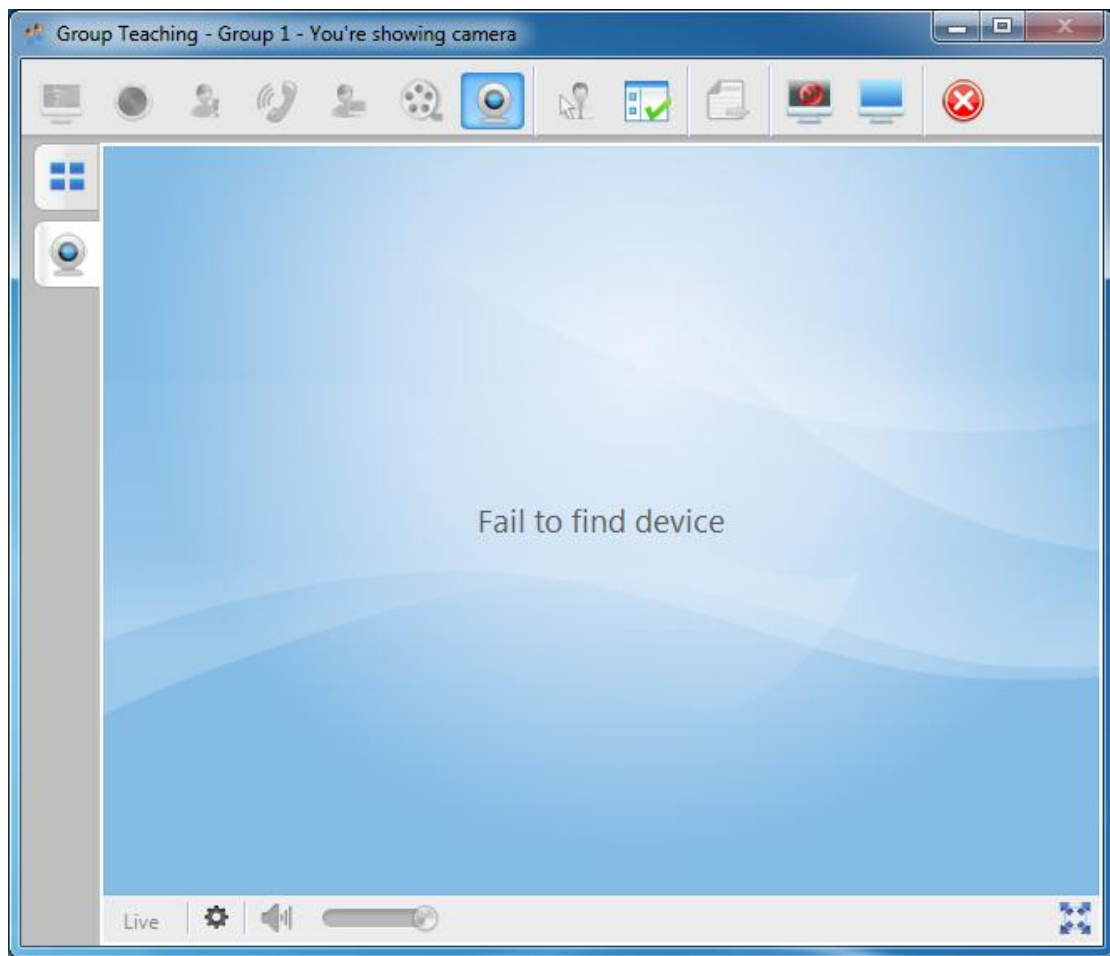 Group Teaching - Group 1 - You're showing camera
Fail to find device
Live